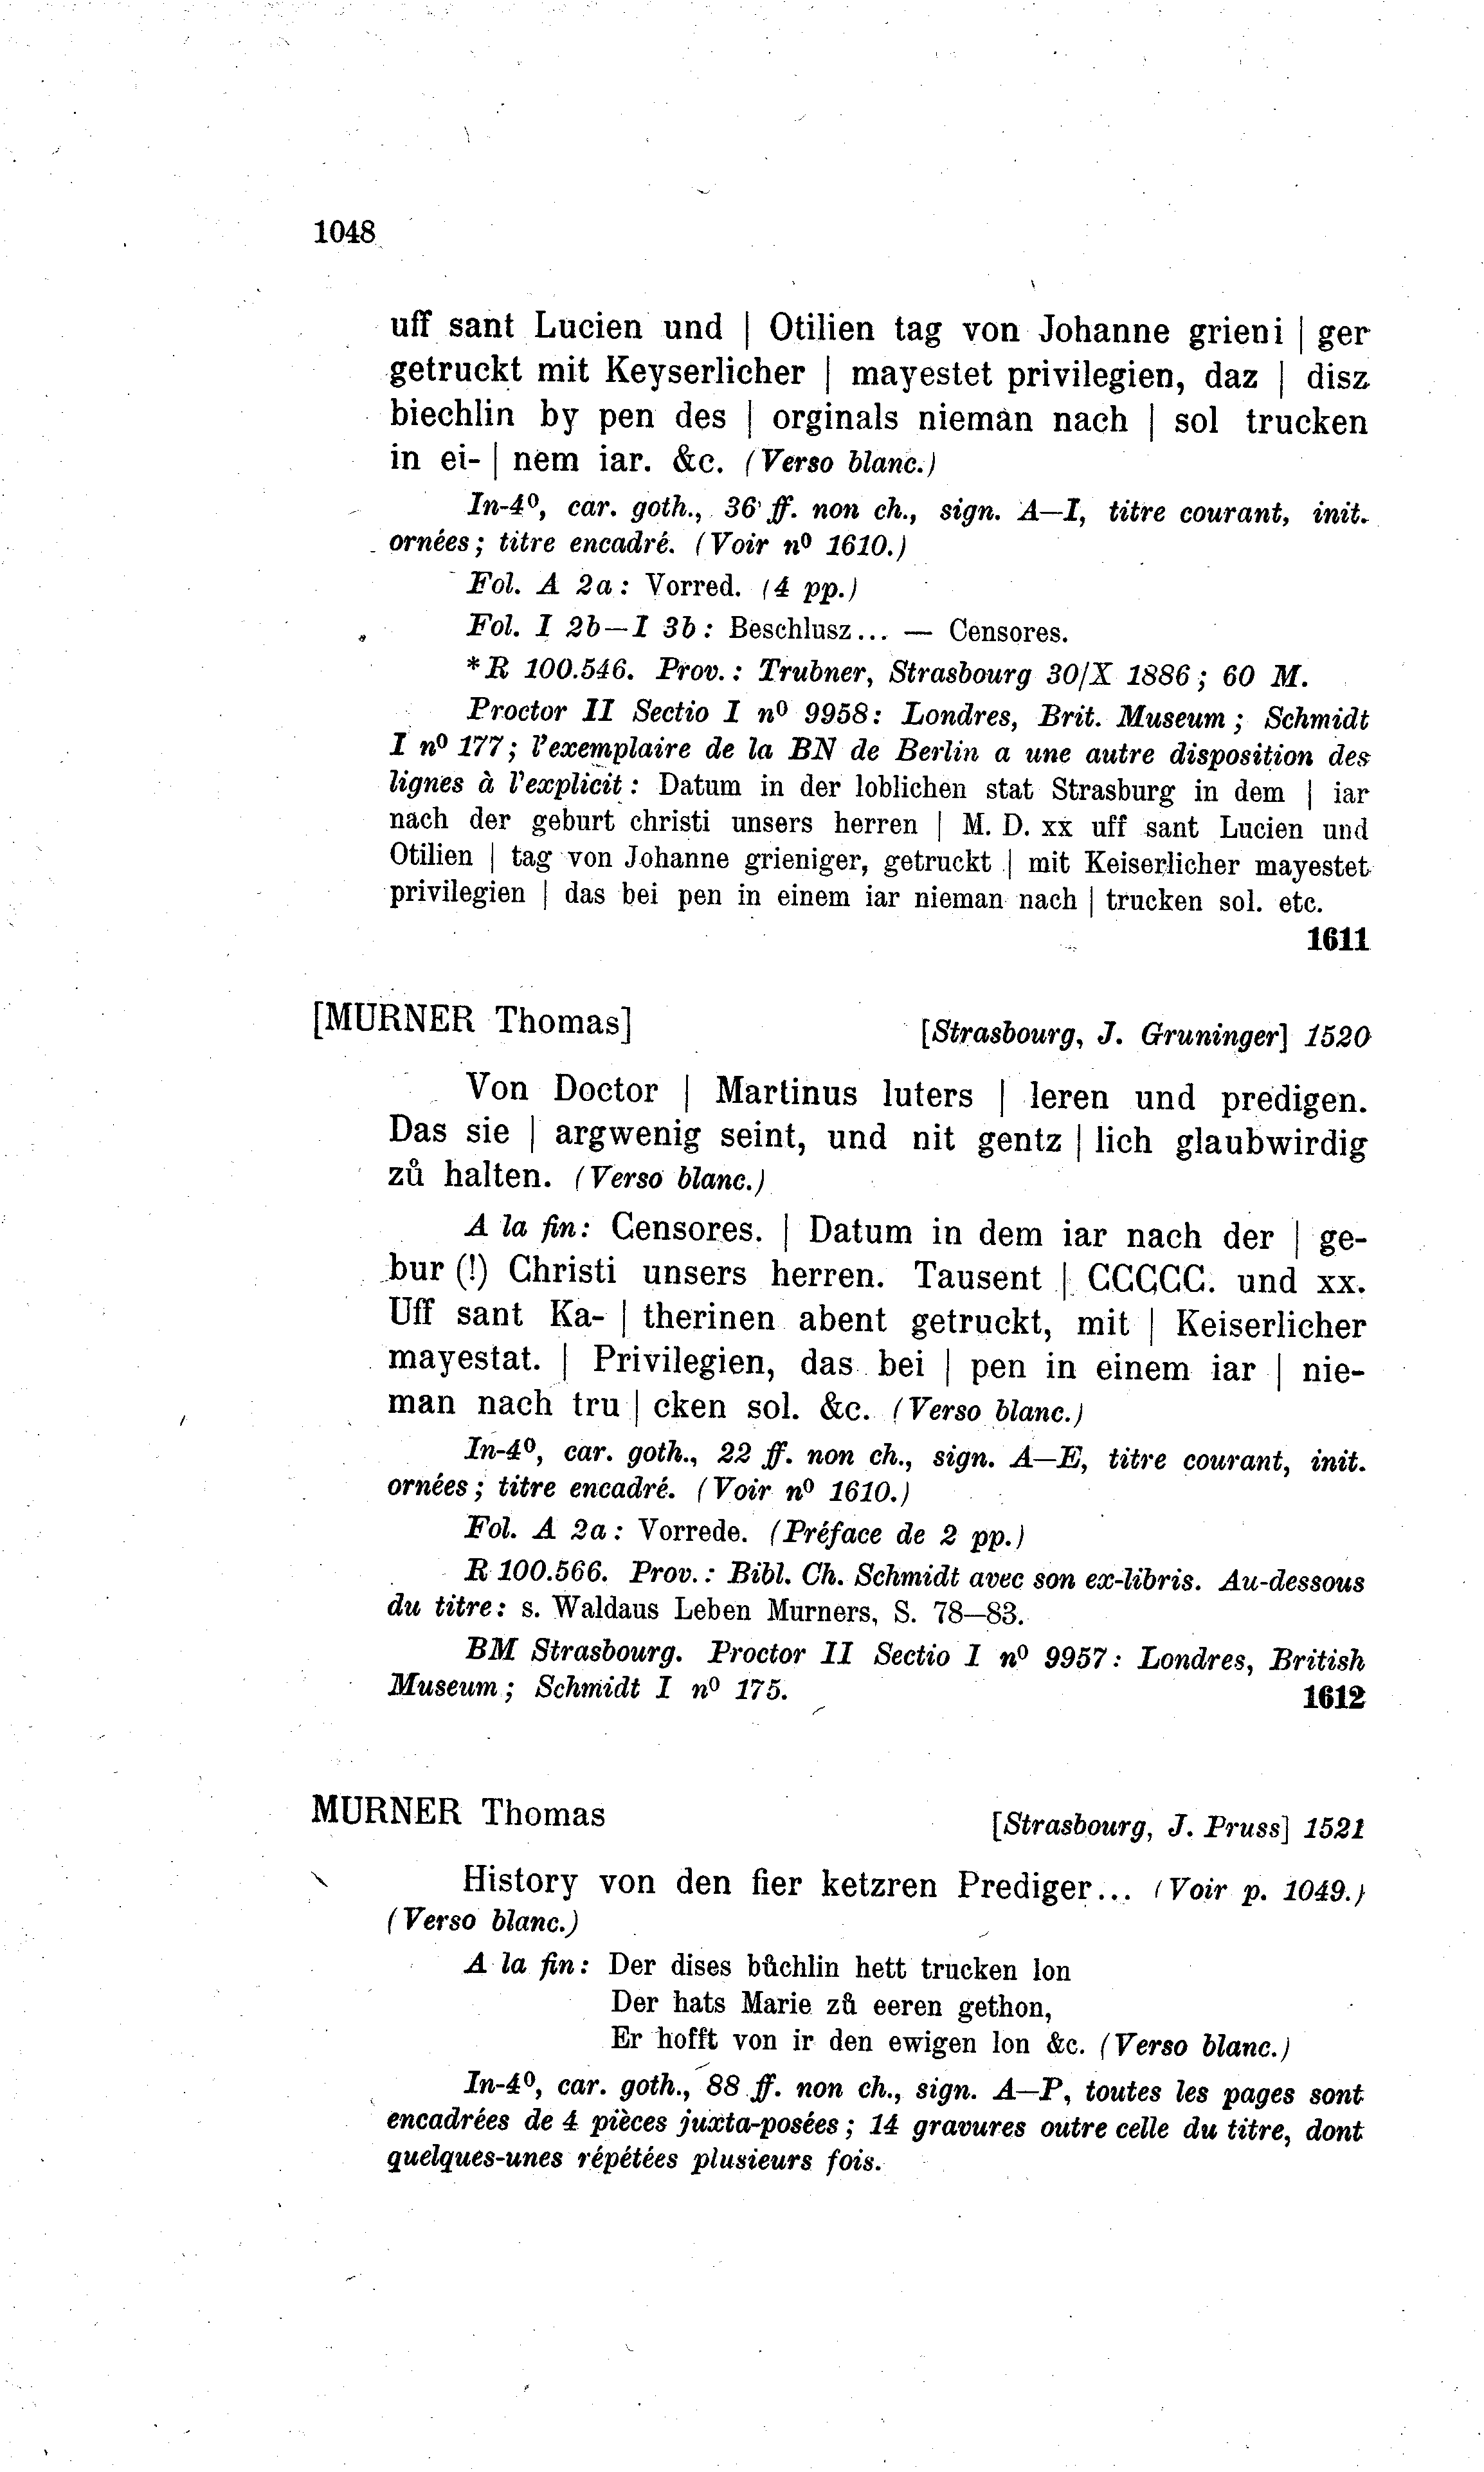 1048
uff sant Lucien und | Otilien tag von Johanne grieni | ger
getruckt mit Keyserlicher | mayestet privilegien, daz | disz
biechlin by pen des | orginals nieman nach | sol trucken
in ei- | nem iar. &c. (Verso blanc.)
In-4º, car. goth., 36 ff. non ch., sign. A—I, titre courant, init.
ornées; titre encadré. (Voir nº 1610.)
Fol. A 2a: Vorred. (4 pp.)
Fol. I 2b—I 3b: Beschlusz... — Censores.
*R 100.546. Prov.: Trubner, Strasbourg 30/X 1886; 60 M.
Proctor II Sectio I nº 9958: Londres, Brit. Museum; Schmidt
I nº 177; l'exemplaire de la BN de Berlin a une autre disposition des
lignes à l'explicit: Datum in der loblichen stat Strasburg in dem | iar
nach der geburt christi unsers herren | M. D. xx uff sant Lucien und
Otilien | tag von Johanne grieniger, getruckt | mit Keiserlicher mayestet
privilegien | das bei pen in einem iar nieman nach | trucken sol. etc.
1611
[MURNER Thomas] [Strasbourg, J. Gruninger] 1520
Von Doctor | Martinus luters | leren und predigen.
Das sie | argwenig seint, und nit gentz | lich glaubwirdig
zů halten. (Verso blanc.)
A la fin: Censores. | Datum in dem iar nach der | ge-
bur (!) Christi unsers herren. Tausent | CCCCC. und xx.
Uff sant Ka- | therinen abent getruckt, mit | Keiserlicher
mayestat. | Privilegien, das bei | pen in einem iar | nie-
man nach tru | cken sol. &c. (Verso blanc.)
In-4º, car. goth., 22 ff. non ch., sign. A—E, titre courant, init.
ornées; titre encadré. (Voir nº 1610.)
Fol. A 2a: Vorrede. (Préface de 2 pp.)
R 100.566. Prov.: Bibl. Ch. Schmidt avec son ex-libris. Au-dessous
du titre: s. Waldaus Leben Murners, S. 78—83.
BM Strasbourg. Proctor II Sectio I nº 9957: Londres, British
Museum; Schmidt I nº 175. 1612
MURNER Thomas [Strasbourg, J. Pruss] 1521
History von den fier ketzren Prediger... (Voir p. 1049.)
(Verso blanc.)
A la fin: Der dises bůchlin hett trucken lon
Der hats Marie zů eeren gethon,
Er hofft von ir den ewigen lon &c. (Verso blanc.)
In-4º, car. goth., 88 ff. non ch., sign. A—P, toutes les pages sont
encadrées de 4 pièces juxta-posées; 14 gravures outre celle du titre, dont
quelques-unes répétées plusieurs fois.